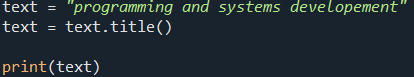 text = "programming and systems developement"
text = text.title()
print(text)